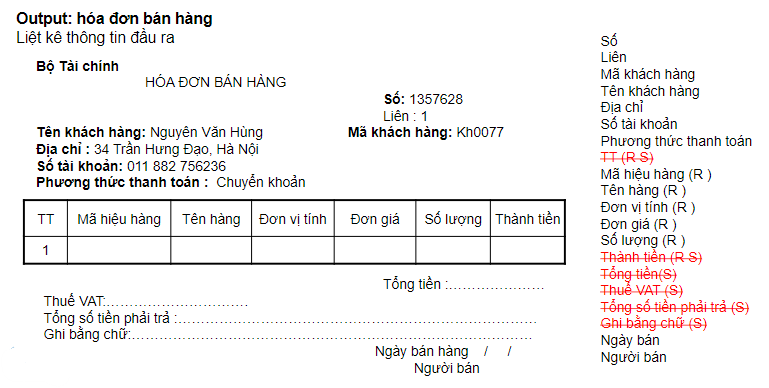 Output: hóa đơn bán hàng
Liệt kê thông tin đầu ra
Bộ Tài chính
HÓA ĐƠN BÁN HÀNG
Số: 1357628
Liên : 1
Tên khách hàng: Nguyên Văn Hùng Mã khách hàng: Kh0077
Địa chỉ : 34 Trần Hưng Đạo, Hà Nội
Số tài khoản: 011 882 756236
Phương thức thanh toán : Chuyển khoản
TT Mã hiệu hàng Tên hàng Đơn vị tính Đơn giá Số lượng Thành tiền
1
Tổng tiền :.....................
Thuế VAT:..............................
Tổng số tiền phải trả :...........................................................................
Ghi bằng chữ:....................................................................................
Ngày bán hàng / /
Người bán
Số
Liên
Mã khách hàng
Tên khách hàng
Địa chỉ
Số tài khoản
Phương thức thanh toán
TT (R S)
Mã hiệu hàng (R )
Tên hàng (R )
Đơn vị tính (R )
Đơn giá (R )
Số lượng (R )
Thành tiền (R S)
Tổng tiền(S)
Thuế VAT (S)
Tổng số tiền phải trả (S)
Ghi bằng chữ (S)
Ngày bán
Người bán